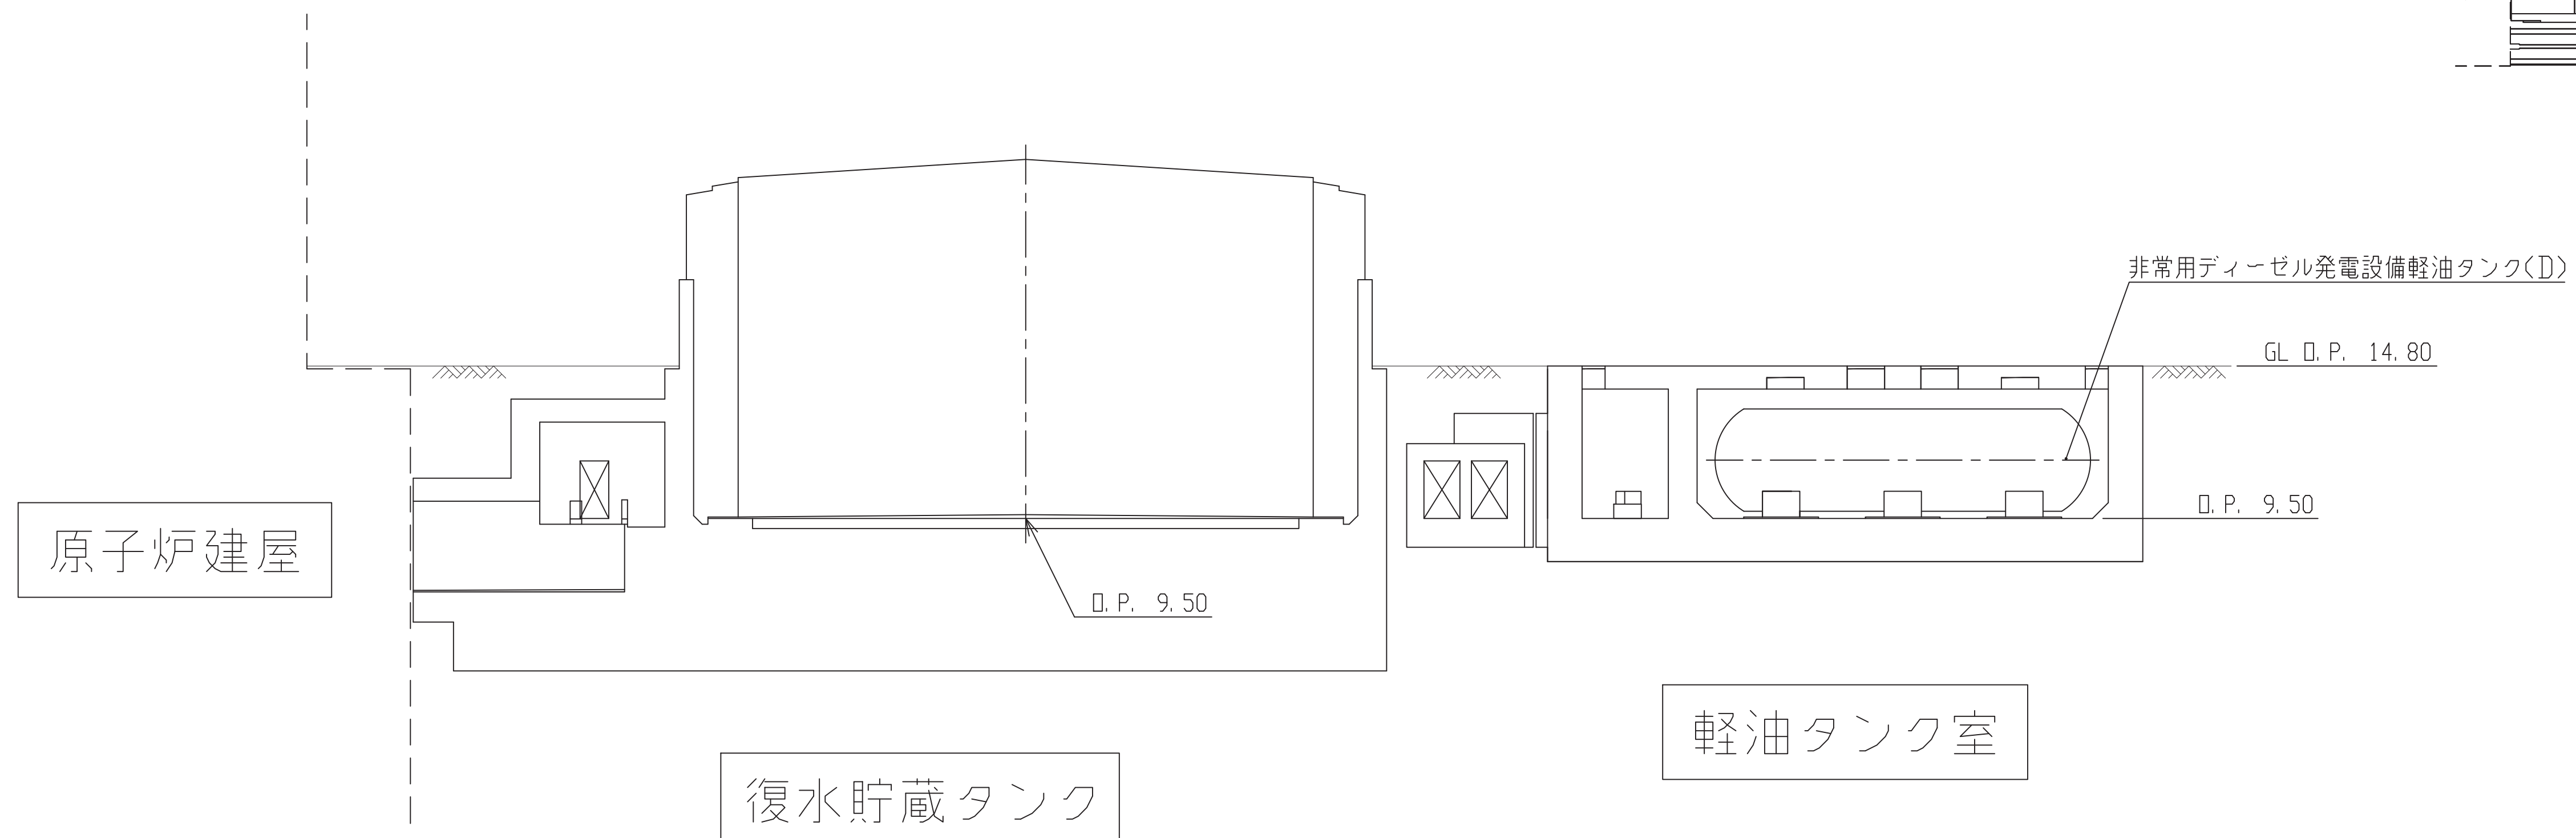 非常用ディーゼル発電設備軽油タンク(D)
GL O.P. 14.80
O.P. 9.50
原子炉建屋
O.P. 9.50
軽油タンク室
復水貯蔵タンク